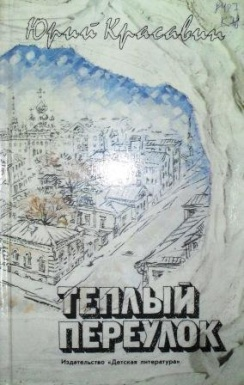 Юрий Красавин
ТЕПЛЫЙ
ПЕРЕУЛОК
Издательство «Детская литература»